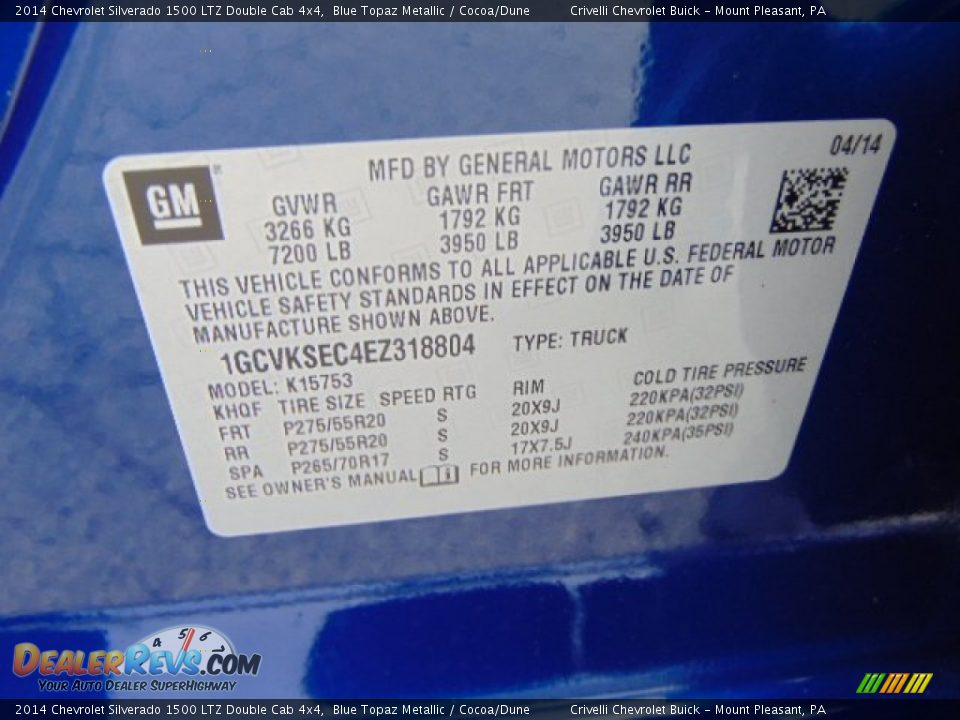 2014 Chevrolet Silverado 1500 LTZ Double Cab 4x4, Blue Topaz Metallic / Cocoa/Dune Crivelli Chevrolet Buick - Mount Pleasant, PA
04/14
GM
MFD BY GENERAL MOTORS LLC
GVWR GAWR FRT GAWR RR
3266 KG 1792 KG 1792 KG
7200 LB 3950 LB 3950 LB
THIS VEHICLE CONFORMS TO ALL APPLICABLE U.S. FEDERAL MOTOR
VEHICLE SAFETY STANDARDS IN EFFECT ON THE DATE OF
MANUFACTURE SHOWN ABOVE.
1GCVKSEC4EZ318804 TYPE: TRUCK
MODEL: K15753
KHQF TIRE SIZE SPEED RTG RIM COLD TIRE PRESSURE
FRT P275/55R20 S 20X9J 220KPA(32PSI)
RR P275/55R20 S 20X9J 220KPA(32PSI)
SPA P265/70R17 S 17X7.5J 240KPA(35PSI)
SEE OWNER'S MANUAL FOR MORE INFORMATION.
4 5 6
DEALERREVS.COM
YOUR AUTO DEALER SUPERHIGHWAY
2014 Chevrolet Silverado 1500 LTZ Double Cab 4x4, Blue Topaz Metallic / Cocoa/Dune Crivelli Chevrolet Buick - Mount Pleasant, PA